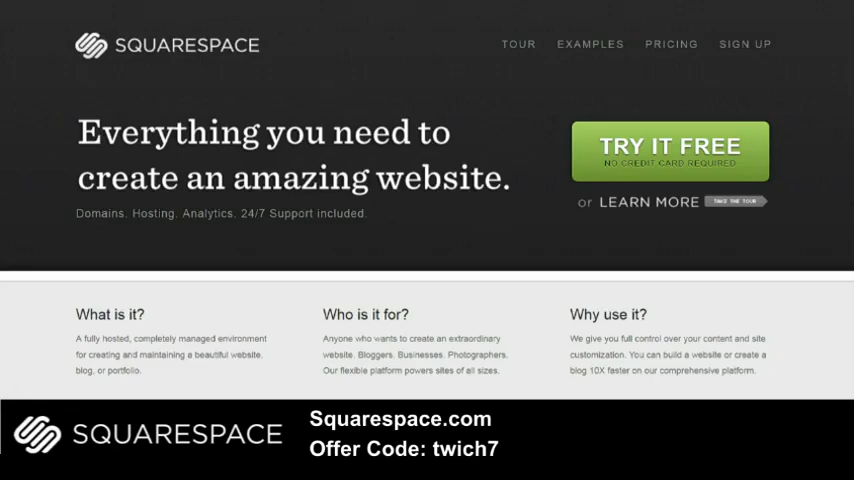 SQUARESPACE
TOUR EXAMPLES PRICING SIGN UP
Everything you need to
create an amazing website.
Domains. Hosting. Analytics. 24/7 Support included.
TRY IT FREE
NO CREDIT CARD REQUIRED
or LEARN MORE TAKE THE TOUR
What is it?
A fully hosted, completely managed environment
for creating and maintaining a beautiful website,
blog, or portfolio.
Who is it for?
Anyone who wants to create an extraordinary
website. Bloggers. Businesses. Photographers.
Our flexible platform powers sites of all sizes.
Why use it?
We give you full control over your content and site
customization. You can build a website or create a
blog 10X faster on our comprehensive platform.
SQUARESPACE
Squarespace.com
Offer Code: twich7